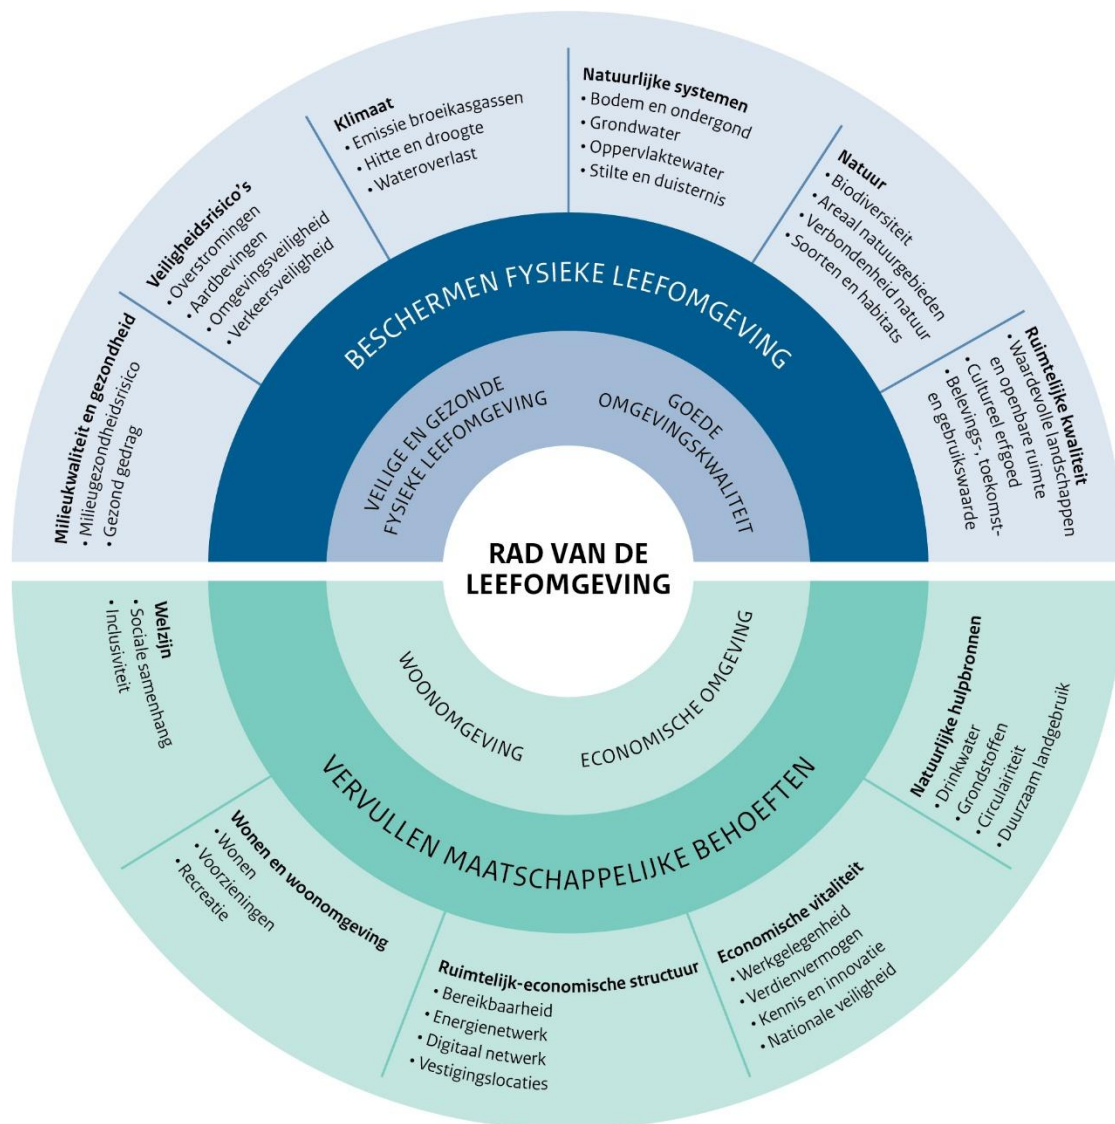 Milieukwaliteit en gezondheid
• Milieugezondheidsrisico
• Gezond gedrag
Veiligheidsrisico's
• Overstromingen
• Aardbevingen
• Omgevingsveiligheid
• Verkeersveiligheid
Klimaat
• Emissie broeikasgassen
• Hitte en droogte
• Wateroverlast
Natuurlijke systemen
• Bodem en ondergond
• Grondwater
• Oppervlaktewater
• Stilte en duisternis
Natuur
• Biodiversiteit
• Areaal natuurgebieden
• Verbondenheid natuur
• Soorten en habitats
Ruimtelijke kwaliteit
• Waardevolle landschappen
en openbare ruimte
• Cultureel erfgoed
• Belevings-, toekomst-
en gebruikswaarde
BESCHERMEN FYSIEKE LEEFOMGEVING
VEILIGE EN GEZONDE
FYSIEKE LEEFOMGEVING
GOEDE
OMGEVINGSKWALITEIT
RAD VAN DE
LEEFOMGEVING
WOONOMGEVING
ECONOMISCHE OMGEVING
VERVULLEN MAATSCHAPPELIJKE BEHOEFTEN
Welzijn
• Sociale samenhang
• Inclusiviteit
Wonen en woonomgeving
• Wonen
• Voorzieningen
• Recreatie
Ruimtelijk-economische structuur
• Bereikbaarheid
• Energienetwerk
• Digitaal netwerk
• Vestigingslocaties
Economische vitaliteit
• Werkgelegenheid
• Verdienvermogen
• Kennis en innovatie
• Nationale veiligheid
Natuurlijke hulpbronnen
• Drinkwater
• Grondstoffen
• Circulairiteit
• Duurzaam landgebruik